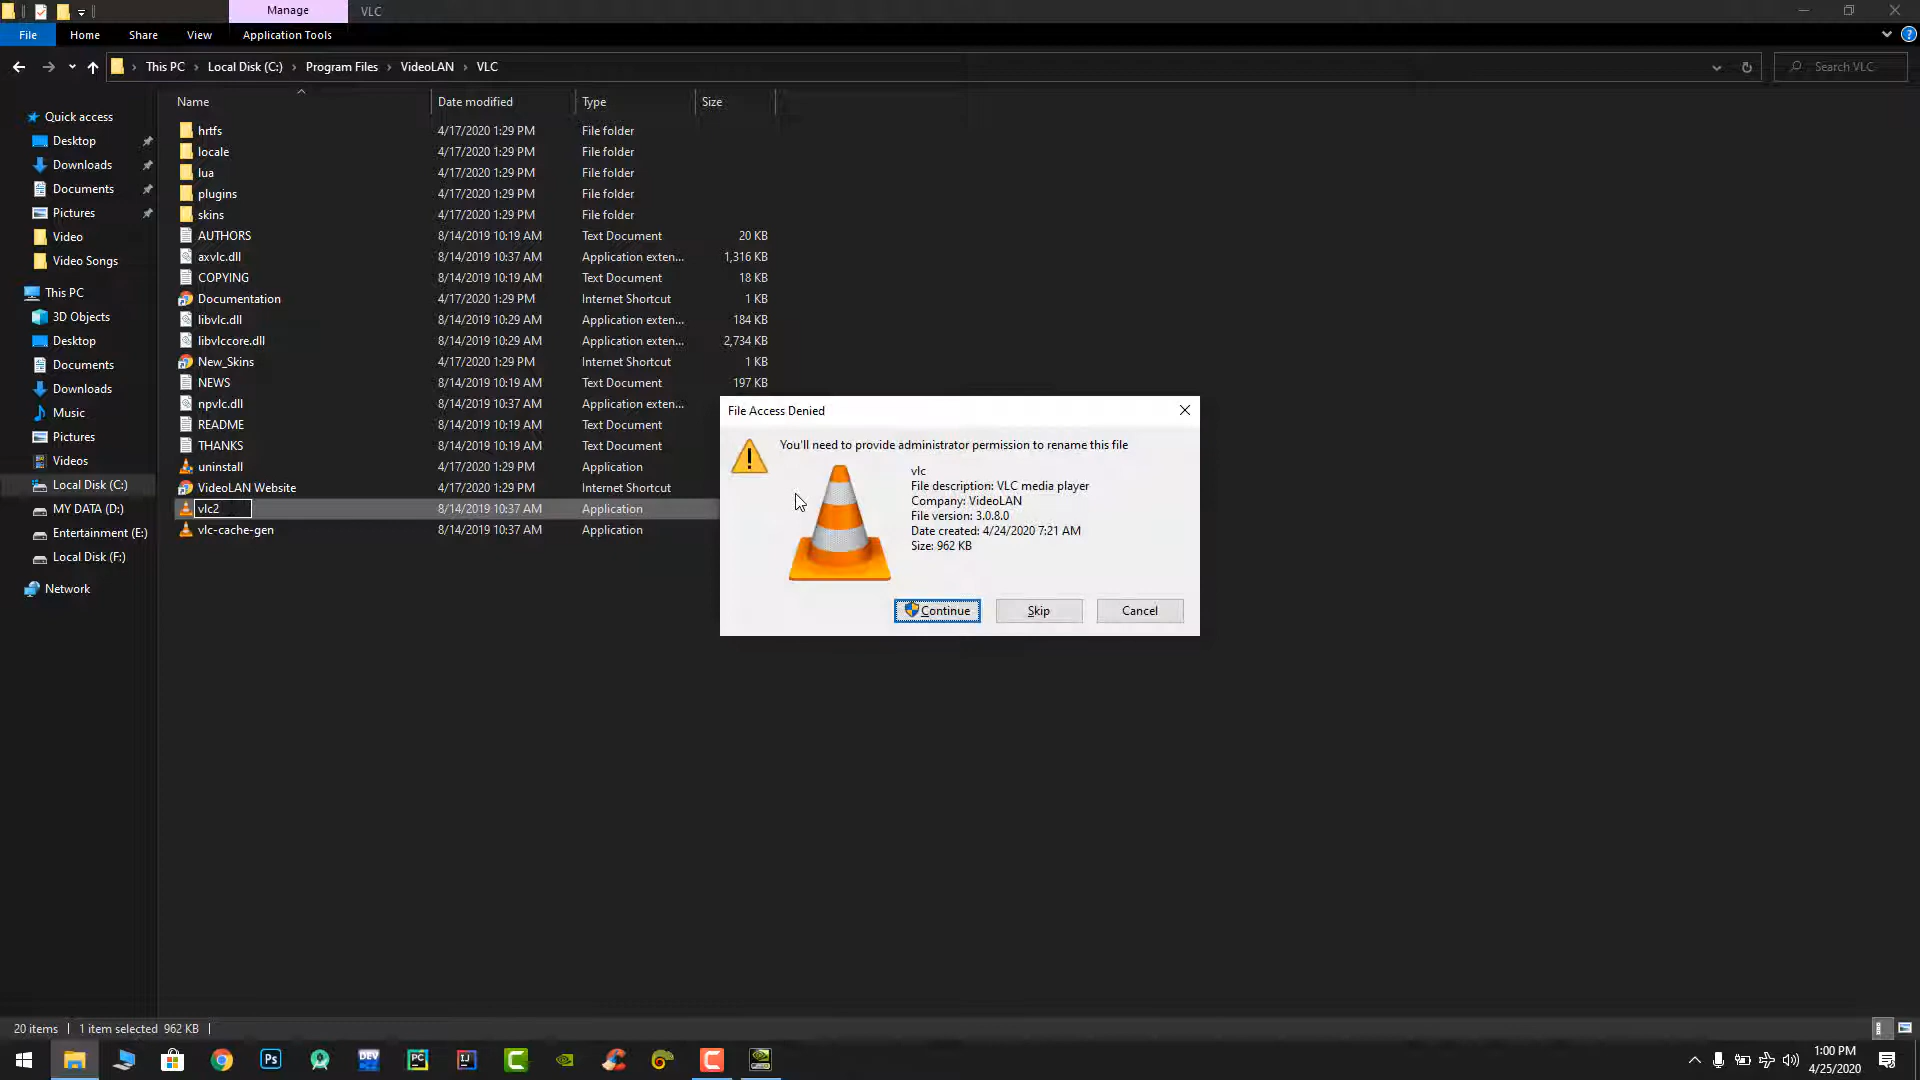 Manage
VLC
File
Home
Share
View
Application Tools
This PC > Local Disk (C:) > Program Files > VideoLAN > VLC
Search VLC
Name
Date modified
Type
Size
Quick access
Desktop
Downloads
Documents
Pictures
Video
Video Songs
This PC
3D Objects
Desktop
Documents
Downloads
Music
Pictures
Videos
Local Disk (C:)
MY DATA (D:)
Entertainment (E:)
Local Disk (F:)
Network
hrtfs 4/17/2020 1:29 PM File folder
locale 4/17/2020 1:29 PM File folder
lua 4/17/2020 1:29 PM File folder
plugins 4/17/2020 1:29 PM File folder
skins 4/17/2020 1:29 PM File folder
AUTHORS 8/14/2019 10:19 AM Text Document 20 KB
axvlc.dll 8/14/2019 10:37 AM Application exten... 1,316 KB
COPYING 8/14/2019 10:19 AM Text Document 18 KB
Documentation 4/17/2020 1:29 PM Internet Shortcut 1 KB
libvlc.dll 8/14/2019 10:29 AM Application exten... 184 KB
libvlccore.dll 8/14/2019 10:29 AM Application exten... 2,734 KB
New_Skins 4/17/2020 1:29 PM Internet Shortcut 1 KB
NEWS 8/14/2019 10:19 AM Text Document 197 KB
npvlc.dll 8/14/2019 10:37 AM Application exten...
README 8/14/2019 10:19 AM Text Document
THANKS 8/14/2019 10:19 AM Text Document
uninstall 4/17/2020 1:29 PM Application
VideoLAN Website 4/17/2020 1:29 PM Internet Shortcut
vlc2 8/14/2019 10:37 AM Application
vlc-cache-gen 8/14/2019 10:37 AM Application
File Access Denied
You'll need to provide administrator permission to rename this file
vlc
File description: VLC media player
Company: VideoLAN
File version: 3.0.8.0
Date created: 4/24/2020 7:21 AM
Size: 962 KB
Continue
Skip
Cancel
20 items
1 item selected 962 KB
Ps
DEV
PC
IJ
1:00 PM
4/25/2020